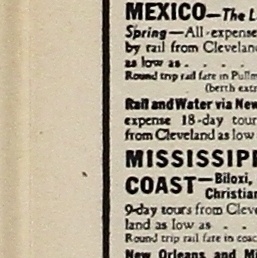 MEXICO—The L
Spring—All-expense
by rail from Cleveland
as low as . . . .
Round trip rail fare in Pullm
(berth extr
Rail and Water via New
expense 18-day tour
from Cleveland as low
MISSISSIPP
COAST—Biloxi,
Christian
9-day tours from Cleve
land as low as . .
Round trip rail fare in coac
New Orleans and Mi